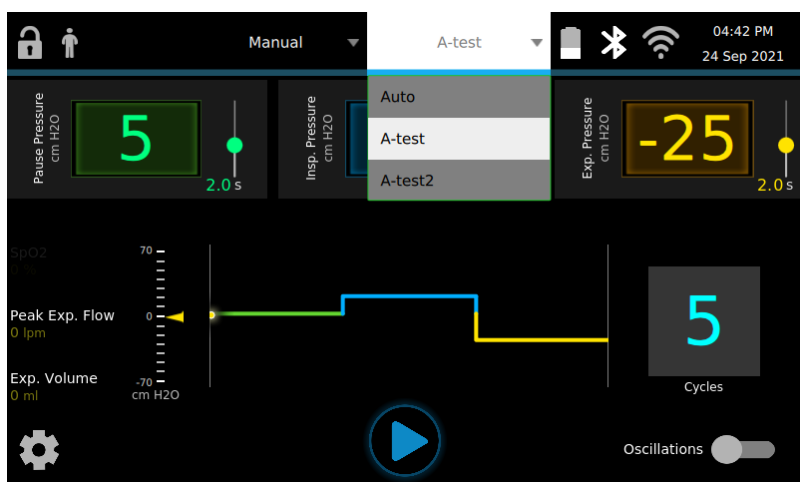 Manual
A-test
04:42 PM
24 Sep 2021
Auto
A-test
A-test2
Pause Pressure
cm H2O
5
2.0 s
Insp. Pressure
cm H2O
Exp. Pressure
cm H2O
-25
2.0 s
SpO2
0 %
70
0
-70
cm H2O
Peak Exp. Flow
0 lpm
Exp. Volume
0 ml
5
Cycles
Oscillations